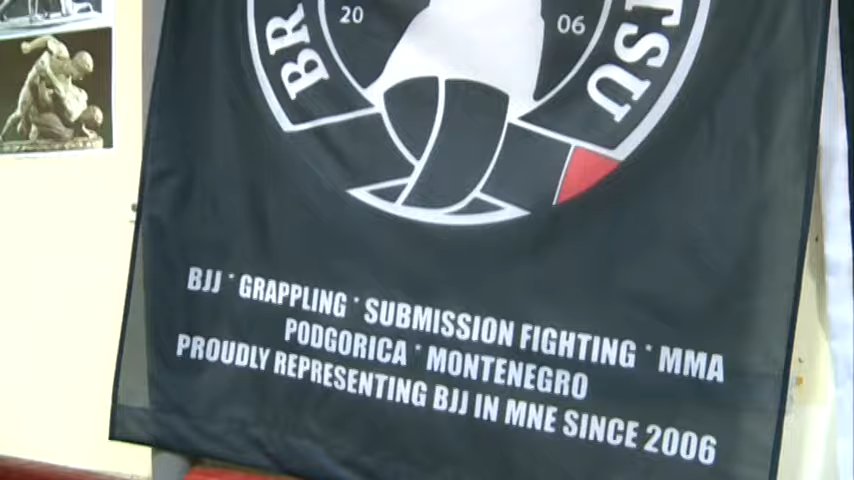 20 06
BJJ * GRAPPLING * SUBMISSION FIGHTING * MMA
PODGORICA * MONTENEGRO
PROUDLY REPRESENTING BJJ IN MNE SINCE 2006